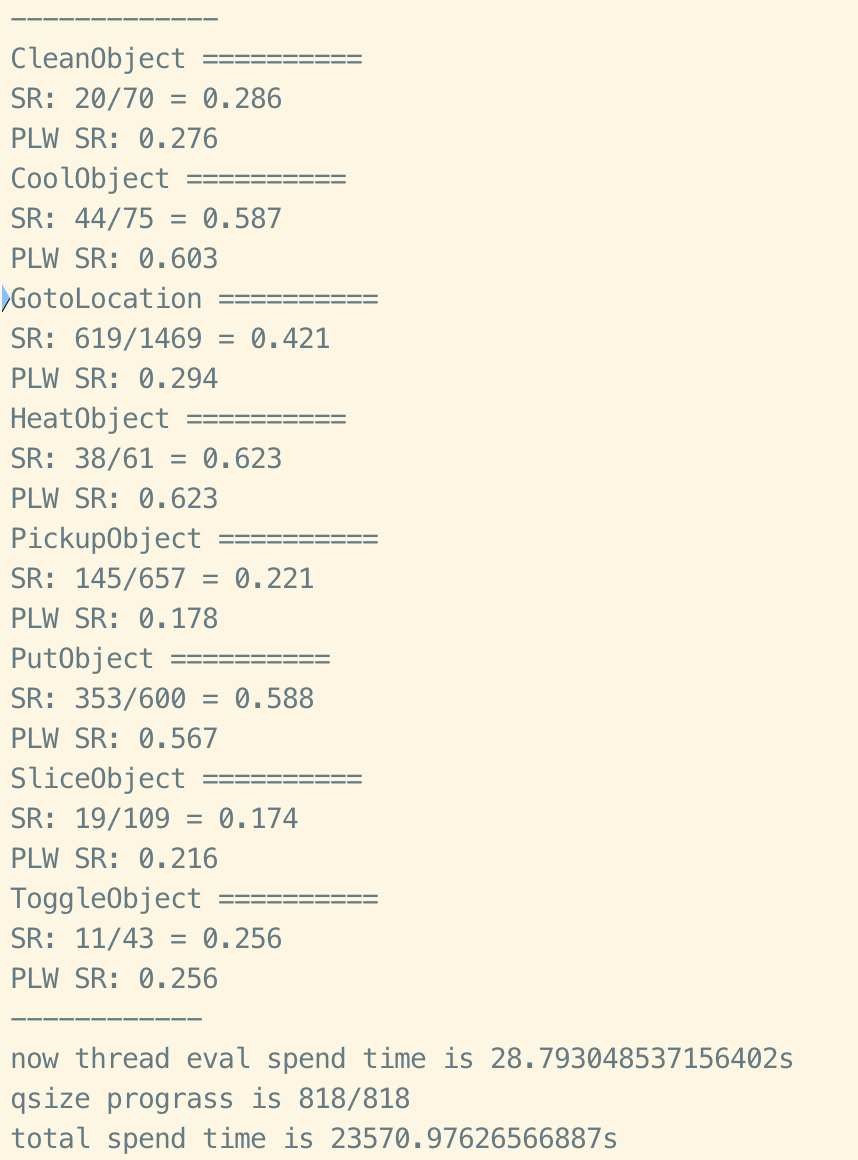 -------------
CleanObject ==========
SR: 20/70 = 0.286
PLW SR: 0.276
CoolObject ==========
SR: 44/75 = 0.587
PLW SR: 0.603
GotoLocation ==========
SR: 619/1469 = 0.421
PLW SR: 0.294
HeatObject ==========
SR: 38/61 = 0.623
PLW SR: 0.623
PickupObject ==========
SR: 145/657 = 0.221
PLW SR: 0.178
PutObject ==========
SR: 353/600 = 0.588
PLW SR: 0.567
SliceObject ==========
SR: 19/109 = 0.174
PLW SR: 0.216
ToggleObject ==========
SR: 11/43 = 0.256
PLW SR: 0.256
------------
now thread eval spend time is 28.793048537156402s
qsize prograss is 818/818
total spend time is 23570.97626566887s